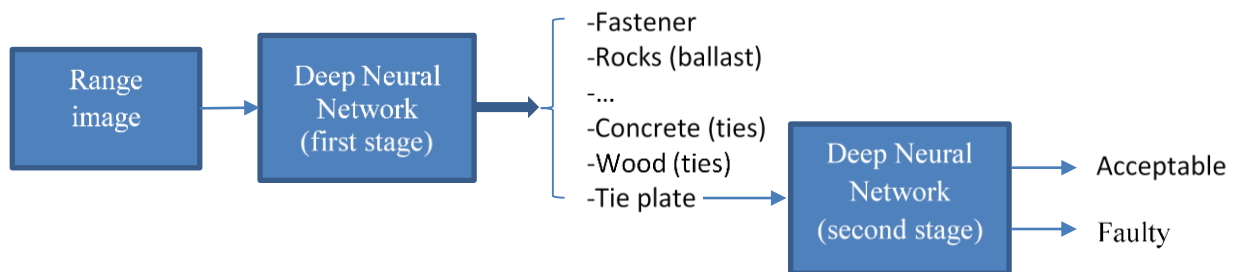 Range
image
Deep Neural
Network
(first stage)
-Fastener
-Rocks (ballast)
-...
-Concrete (ties)
-Wood (ties)
-Tie plate
Deep Neural
Network
(second stage)
Acceptable
Faulty